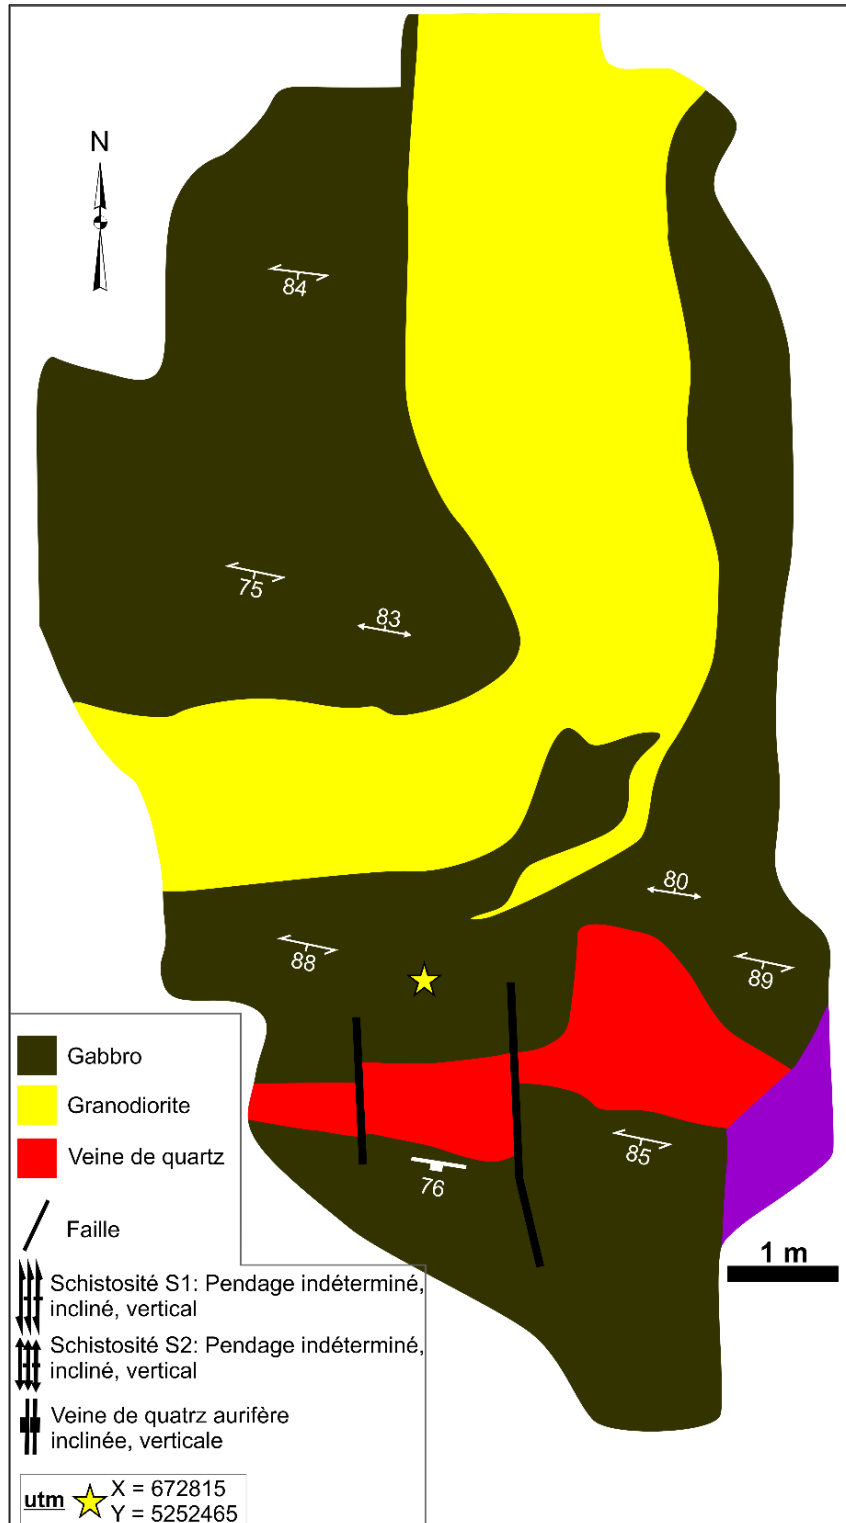 N
84
75
83
80
88
89
85
76
Gabbro
Granodiorite
Veine de quartz
Faille
Schistosité S1: Pendage indéterminé,
incliné, vertical
Schistosité S2: Pendage indéterminé,
incliné, vertical
Veine de quatrz aurifère
inclinée, verticale
utm X = 672815
Y = 5252465
1 m